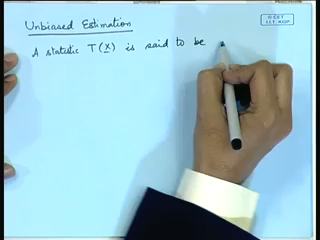 Unbiased Estimation
A statistic T(X) is said to be